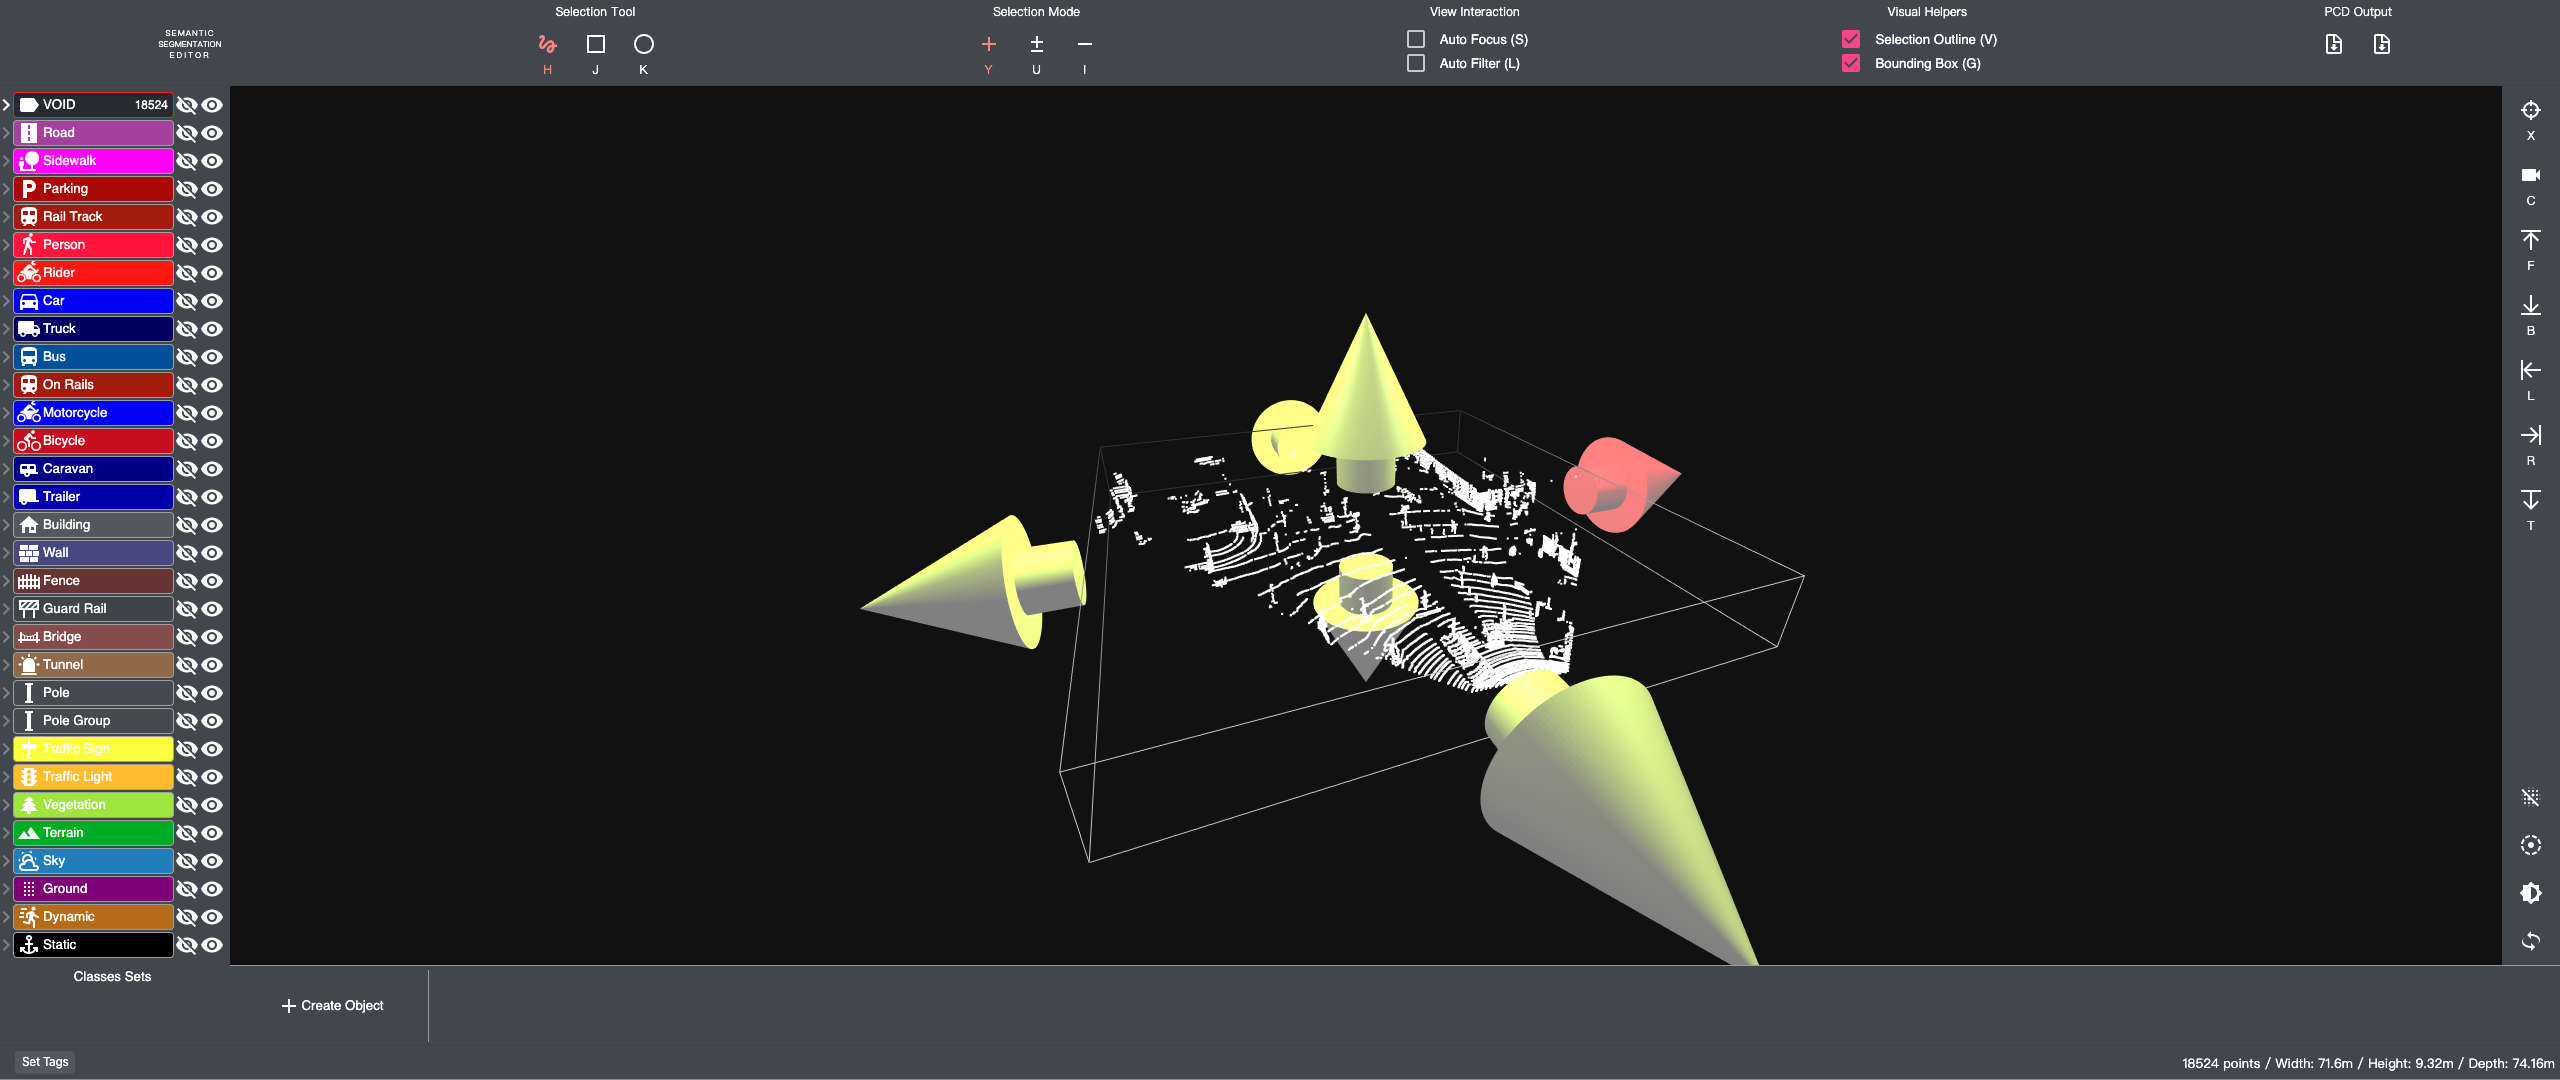 SEMANTIC
SEGMENTATION
EDITOR
Selection Tool
H
J
K
Selection Mode
Y
U
I
View Interaction
Auto Focus (S)
Auto Filter (L)
Visual Helpers
Selection Outline (V)
Bounding Box (G)
PCD Output
VOID 18524
Road
Sidewalk
Parking
Rail Track
Person
Rider
Car
Truck
Bus
On Rails
Motorcycle
Bicycle
Caravan
Trailer
Building
Wall
Fence
Guard Rail
Bridge
Tunnel
Pole
Pole Group
Traffic Sign
Traffic Light
Vegetation
Terrain
Sky
Ground
Dynamic
Static
Classes Sets
X
C
F
B
L
R
T
Create Object
Set Tags
18524 points / Width: 71.6m / Height: 9.32m / Depth: 74.16m